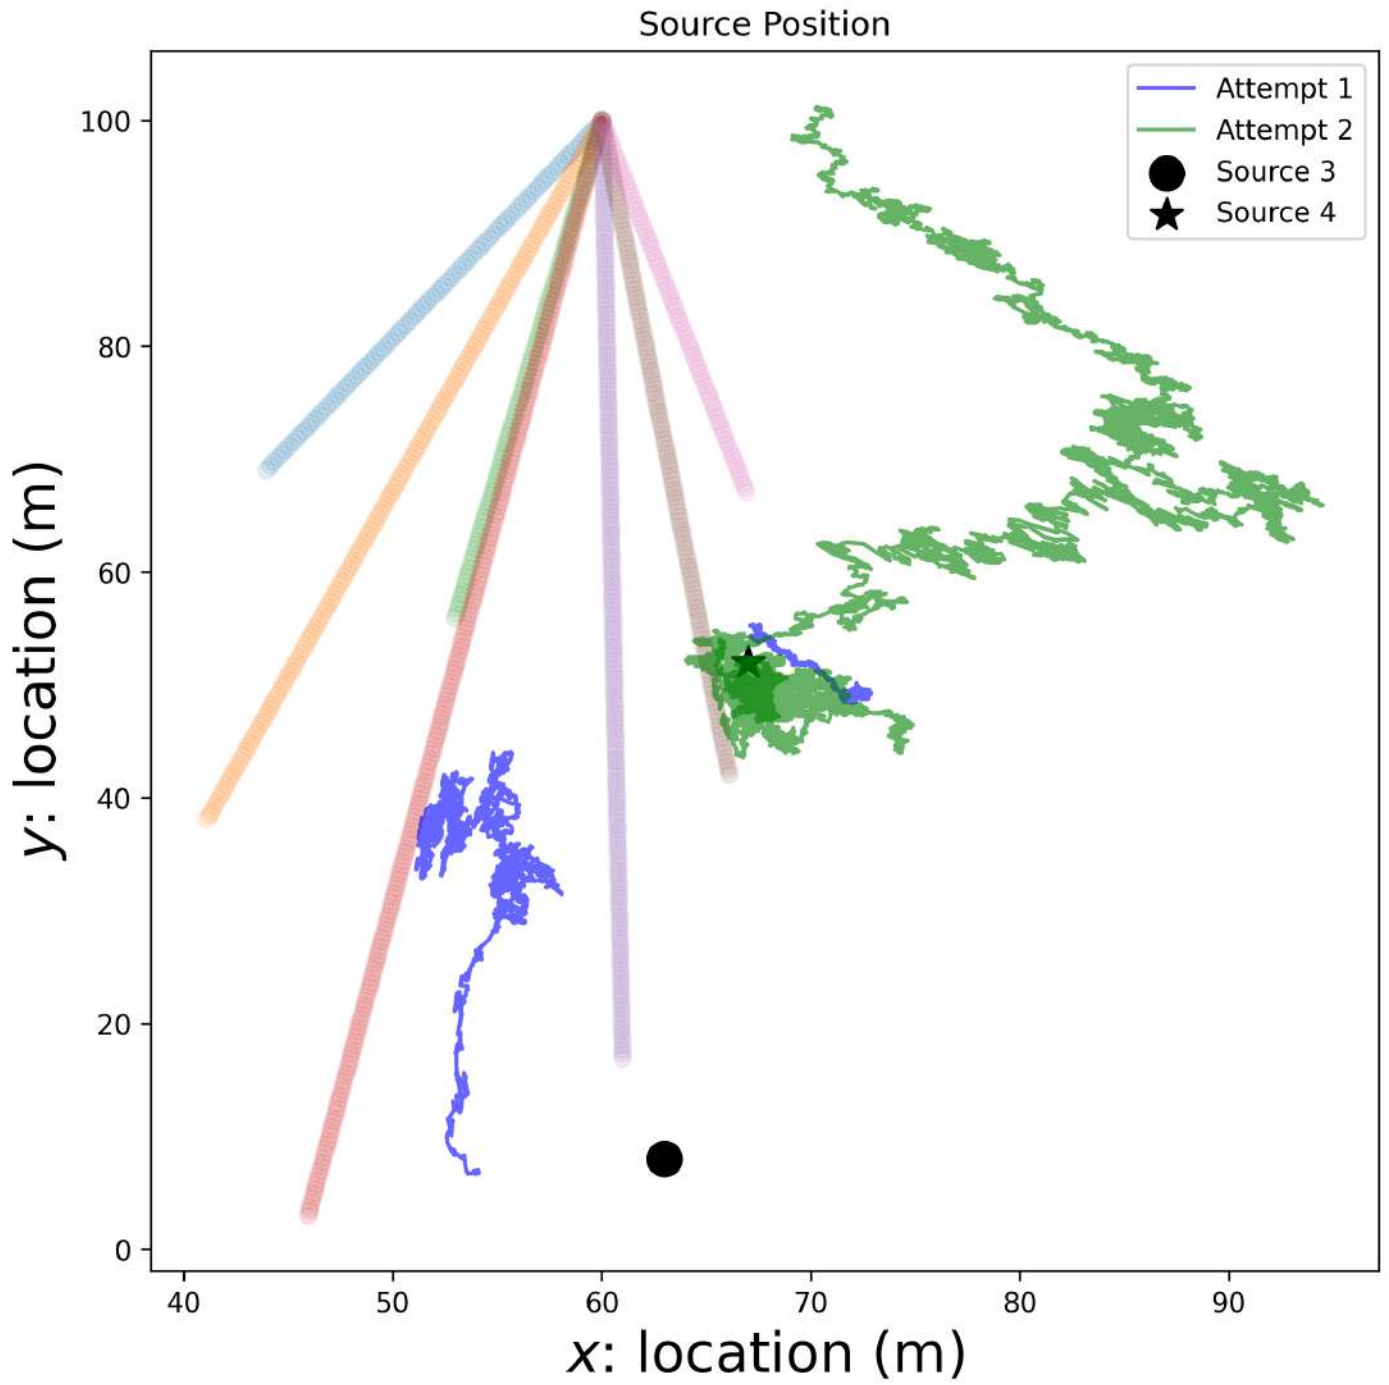 Source Position
Attempt 1
Attempt 2
Source 3
Source 4
y: location (m)
100
80
60
40
20
0
40 50 60 70 80 90
x: location (m)